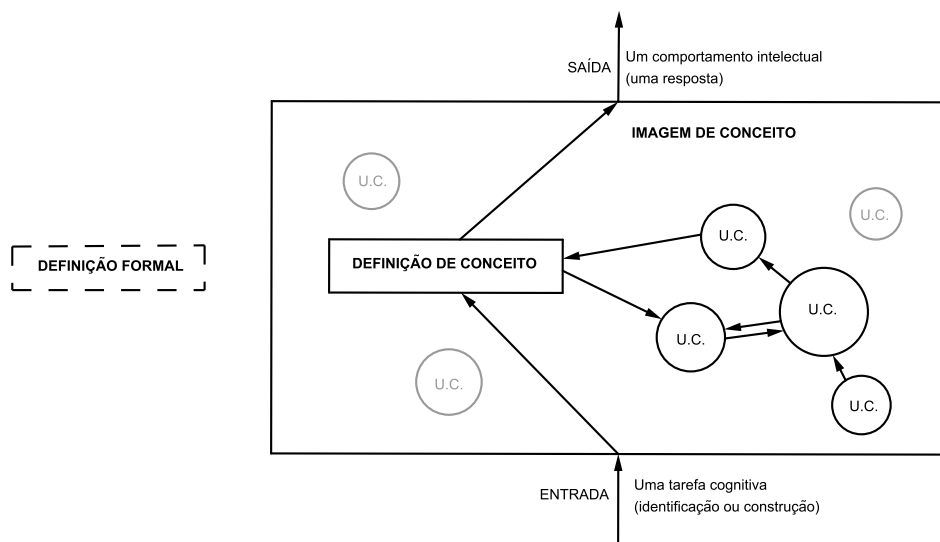 Um comportamento intelectual
SAÍDA
(uma resposta)
IMAGEM DE CONCEITO
U.C.
U.C.
U.C.
DEFINIÇÃO FORMAL
DEFINIÇÃO DE CONCEITO
U.C.
U.C.
U.C.
U.C.
Uma tarefa cognitiva
ENTRADA
(identificação ou construção)